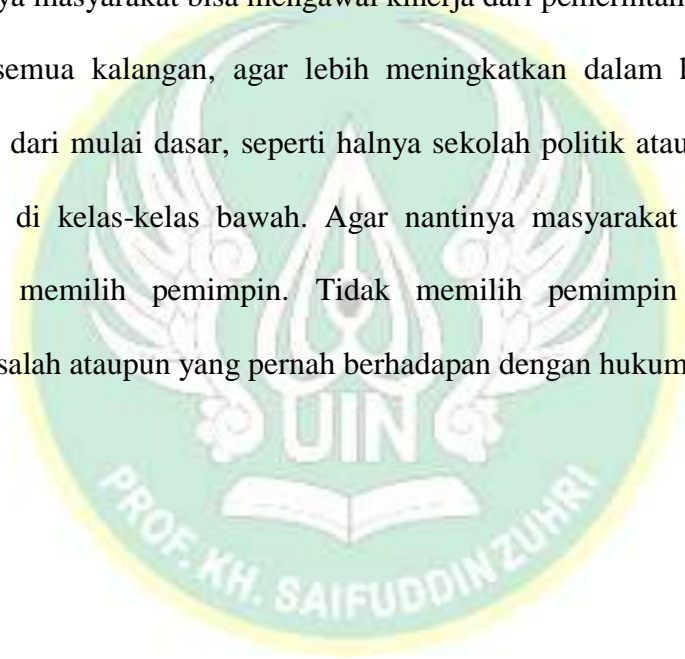 masyarakat bisa mengawal kinerja dari pemerintah
semua kalangan, agar lebih meningkatkan dalam
dari mulai dasar, seperti halnya sekolah politik atau
di kelas-kelas bawah. Agar nantinya masyarakat
memilih pemimpin. Tidak memilih pemimpin
salah ataupun yang pernah berhadapan dengan hukum
UIN
PROF. KH. SAIFUDDIN ZUHRI